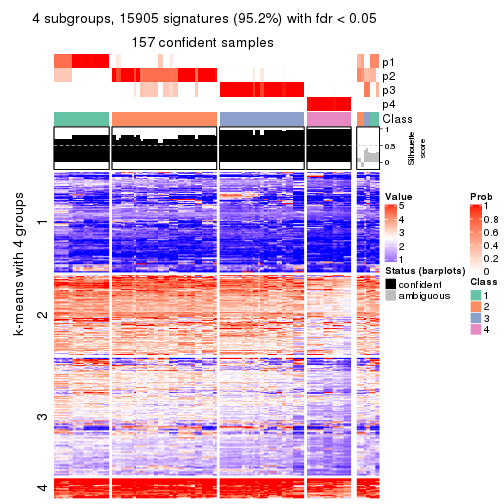 4 subgroups, 15905 signatures (95.2%) with fdr < 0.05
157 confident samples
p1
p2
p3
p4
Class
1
0.5
0
Silhouette
score
k-means with 4 groups
1
2
3
4
Value
5
4
3
2
1
Status (barplots)
confident
ambiguous
Prob
1
0.8
0.6
0.4
0.2
0
Class
1
2
3
4